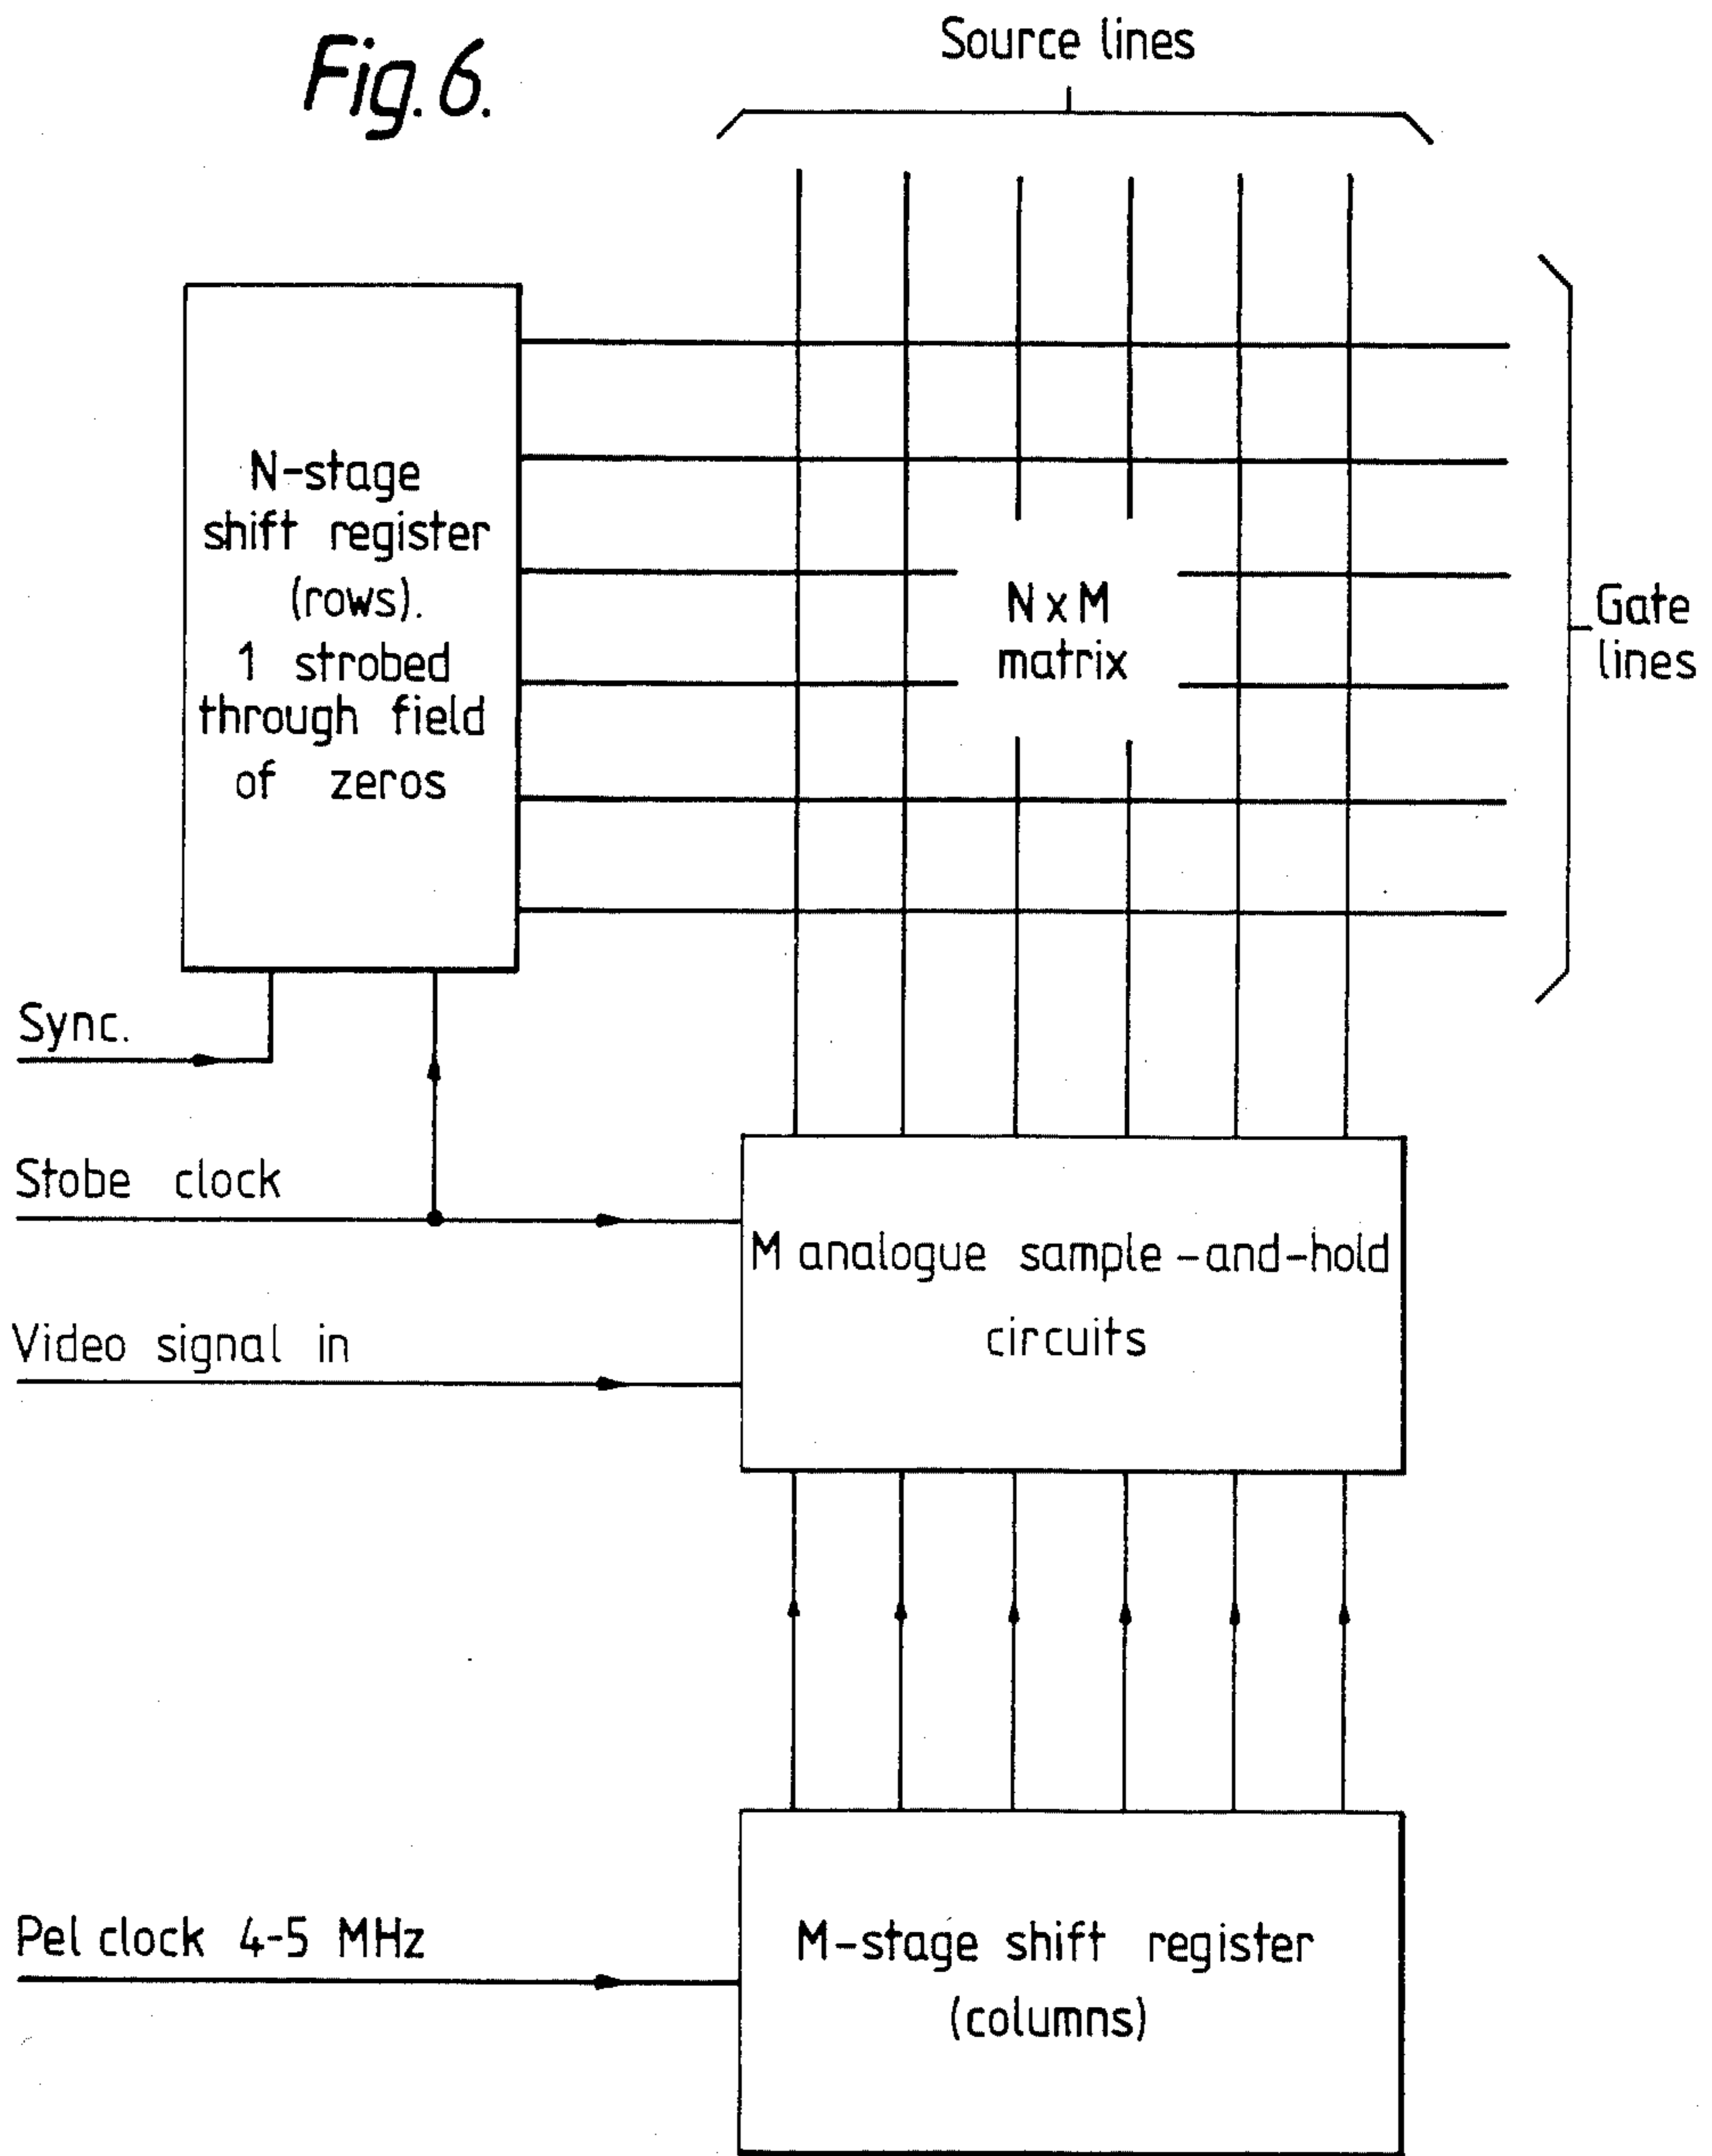 Fig. 6.
Source lines
N-stage
shift register
(rows).
1 strobed
through field
of zeros
N x M
matrix
Gate
lines
Sync.
Stobe clock
M analogue sample-and-hold
circuits
Video signal in
Pel clock 4-5 MHz
M-stage shift register
(columns)